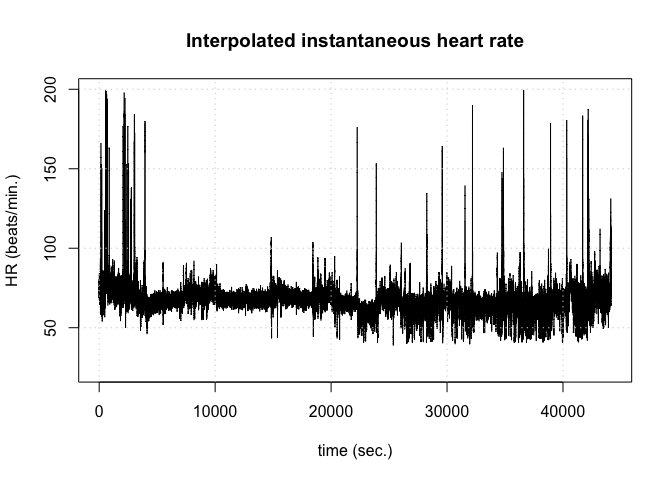 Interpolated instantaneous heart rate
HR (beats/min.)
200
150
100
50
0 10000 20000 30000 40000
time (sec.)